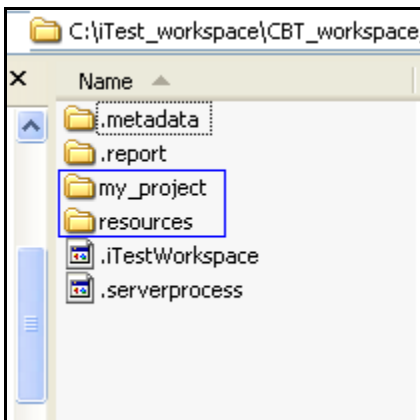 C:\iTest_workspace\CBT_workspace
Name
.metadata
.report
my_project
resources
.iTestWorkspace
.serverprocess